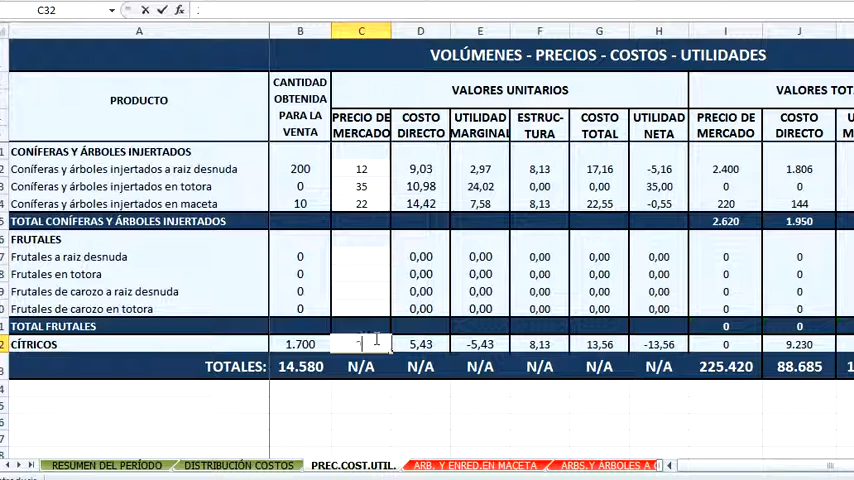 C32
A B C D E F G H I J
VOLÚMENES - PRECIOS - COSTOS - UTILIDADES
PRODUCTO CANTIDAD OBTENIDA PARA LA VENTA VALORES UNITARIOS VALORES TOT
PRECIO DE MERCADO COSTO DIRECTO UTILIDAD MARGINAL ESTRUC-TURA COSTO TOTAL UTILIDAD NETA PRECIO DE MERCADO COSTO DIRECTO
CONÍFERAS Y ÁRBOLES INJERTADOS
Coníferas y árboles injertados a raiz desnuda 200 12 9,03 2,97 8,13 17,16 -5,16 2.400 1.806
Coníferas y árboles injertados en totora 0 35 10,98 24,02 0,00 0,00 35,00 0 0
Coníferas y árboles injertados en maceta 10 22 14,42 7,58 8,13 22,55 -0,55 220 144
TOTAL CONÍFERAS Y ÁRBOLES INJERTADOS 2.620 1.950
FRUTALES
Frutales a raiz desnuda 0 0,00 0,00 0,00 0,00 0,00 0 0
Frutales en totora 0 0,00 0,00 0,00 0,00 0,00 0 0
Frutales de carozo a raiz desnuda 0 0,00 0,00 0,00 0,00 0,00 0 0
Frutales de carozo en totora 0 0,00 0,00 0,00 0,00 0,00 0 0
TOTAL FRUTALES 0 0
CÍTRICOS 1.700 5,43 -5,43 8,13 13,56 -13,56 0 9.230
TOTALES: 14.580 N/A N/A N/A N/A N/A N/A 225.420 88.685
RESUMEN DEL PERÍODO DISTRIBUCIÓN COSTOS PREC.COST.UTIL. ARB. Y ENRED.EN MACETA ARBS.Y ÁRBOLES A